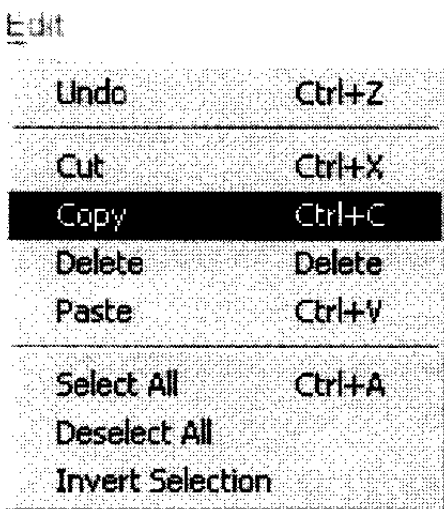 Edit
Undo Ctrl+Z
Cut Ctrl+X
Copy Ctrl+C
Delete Delete
Paste Ctrl+V
Select All Ctrl+A
Deselect All
Invert Selection